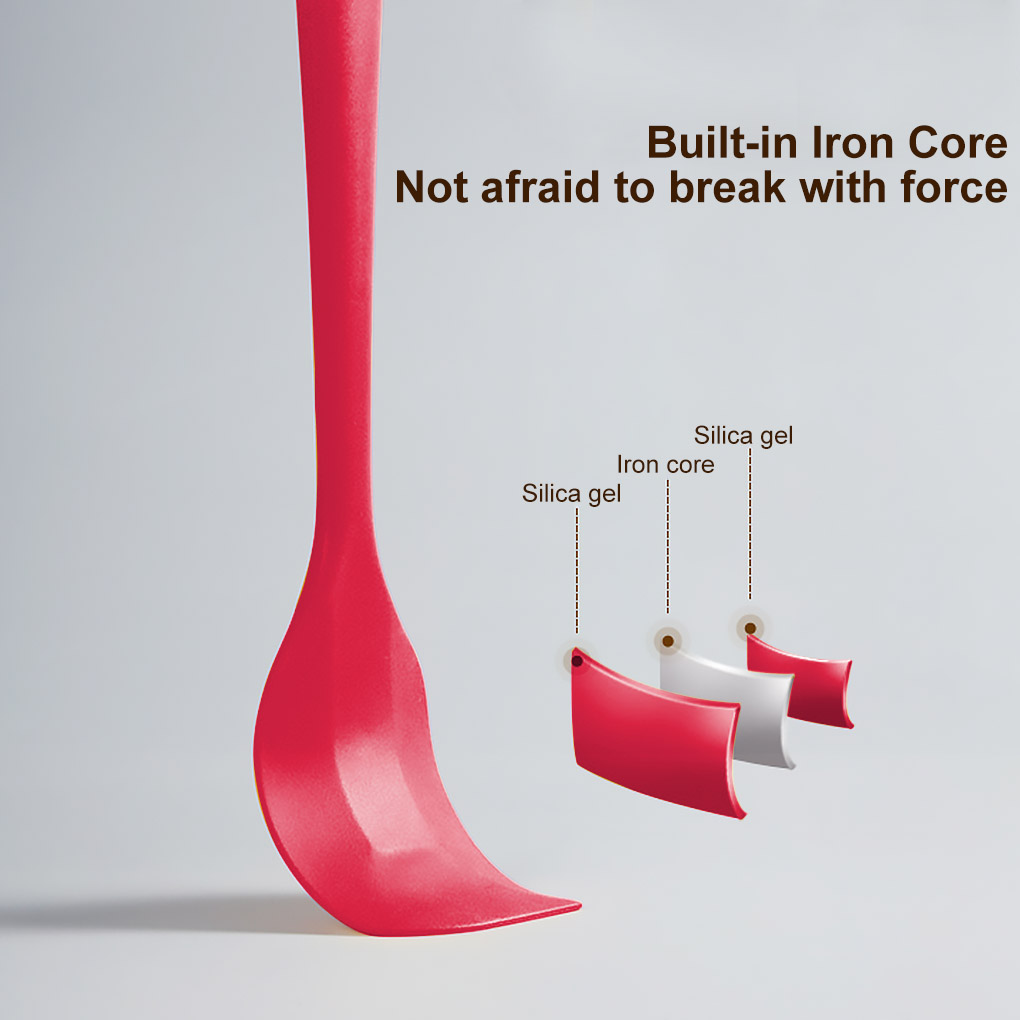 Built-in Iron Core
Not afraid to break with force
Silica gel
Iron core
Silica gel